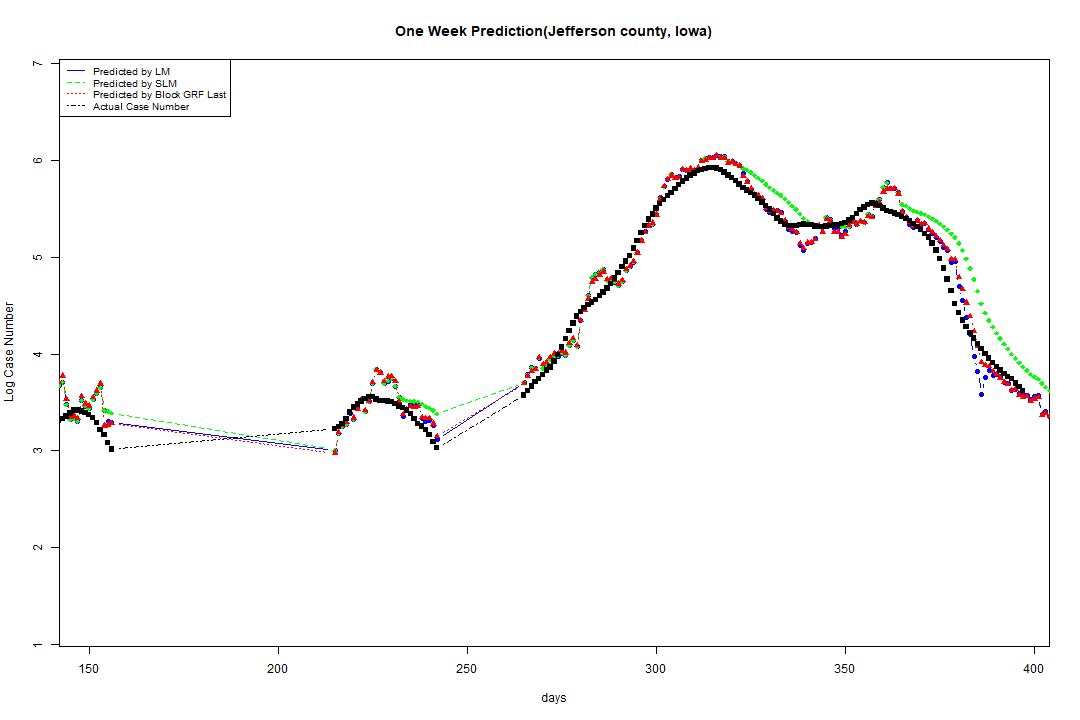 One Week Prediction(Jefferson county, Iowa)
Predicted by LM
Predicted by SLM
Predicted by Block GRF Last
Actual Case Number
7
6
5
4
3
2
1
Log Case Number
150 200 250 300 350 400
days